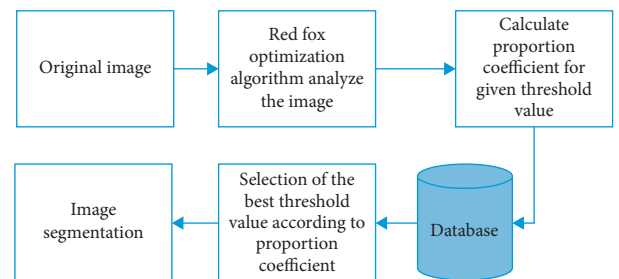 Original image
Red fox
optimization
algorithm analyze
the image
Calculate
proportion
coefficient for
given threshold
value
Database
Selection of the
best threshold
value according to
proportion
coefficient
Image
segmentation